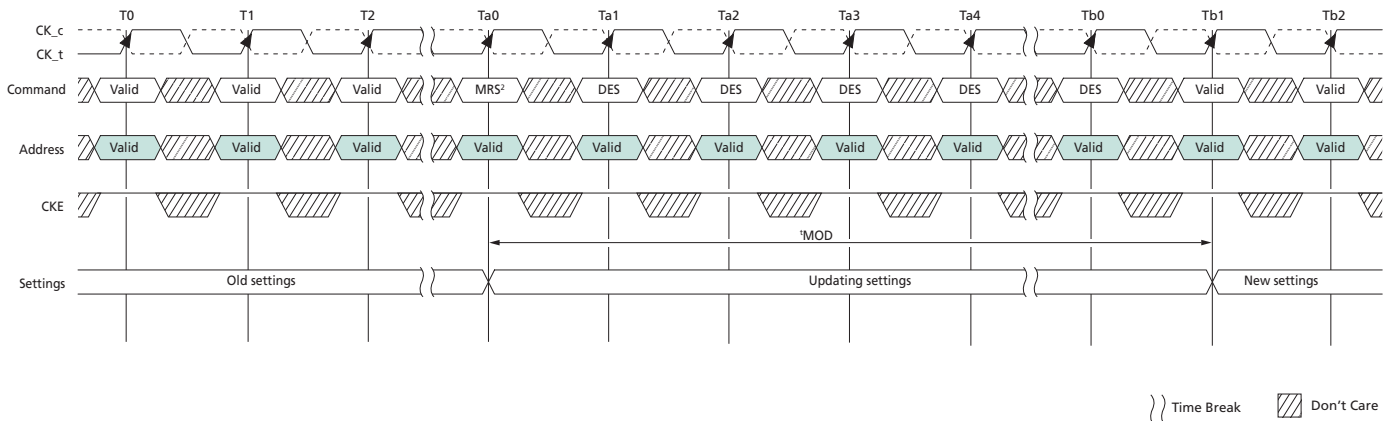 T0 T1 T2 Ta0 Ta1 Ta2 Ta3 Ta4 Tb0 Tb1 Tb2
CK_c
CK_t
Command Valid Valid Valid MRS² DES DES DES DES DES Valid Valid
Address Valid Valid Valid Valid Valid Valid Valid Valid Valid Valid Valid
CKE
ᵗMOD
Settings Old settings Updating settings New settings
Time Break Don't Care